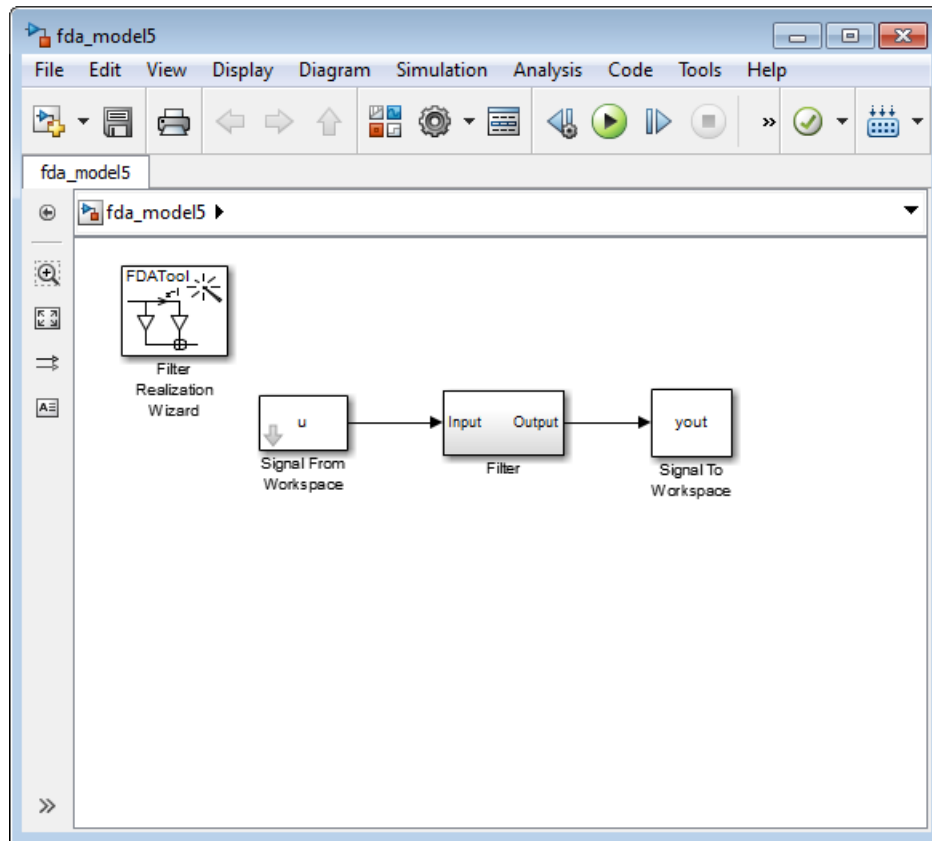 fda_model5
File Edit View Display Diagram Simulation Analysis Code Tools Help
»
fda_model5
fda_model5
FDATool
z-1
Filter
Realization
Wizard
u
Signal From
Workspace
Input Output
Filter
yout
Signal To
Workspace
A
»